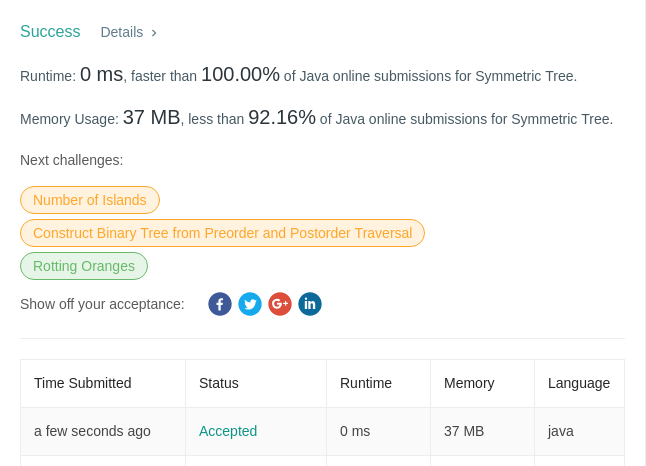 Success Details >
Runtime: 0 ms, faster than 100.00% of Java online submissions for Symmetric Tree.
Memory Usage: 37 MB, less than 92.16% of Java online submissions for Symmetric Tree.
Next challenges:
Number of Islands
Construct Binary Tree from Preorder and Postorder Traversal
Rotting Oranges
Show off your acceptance: f G+ in
Time Submitted Status Runtime Memory Language
a few seconds ago Accepted 0 ms 37 MB java